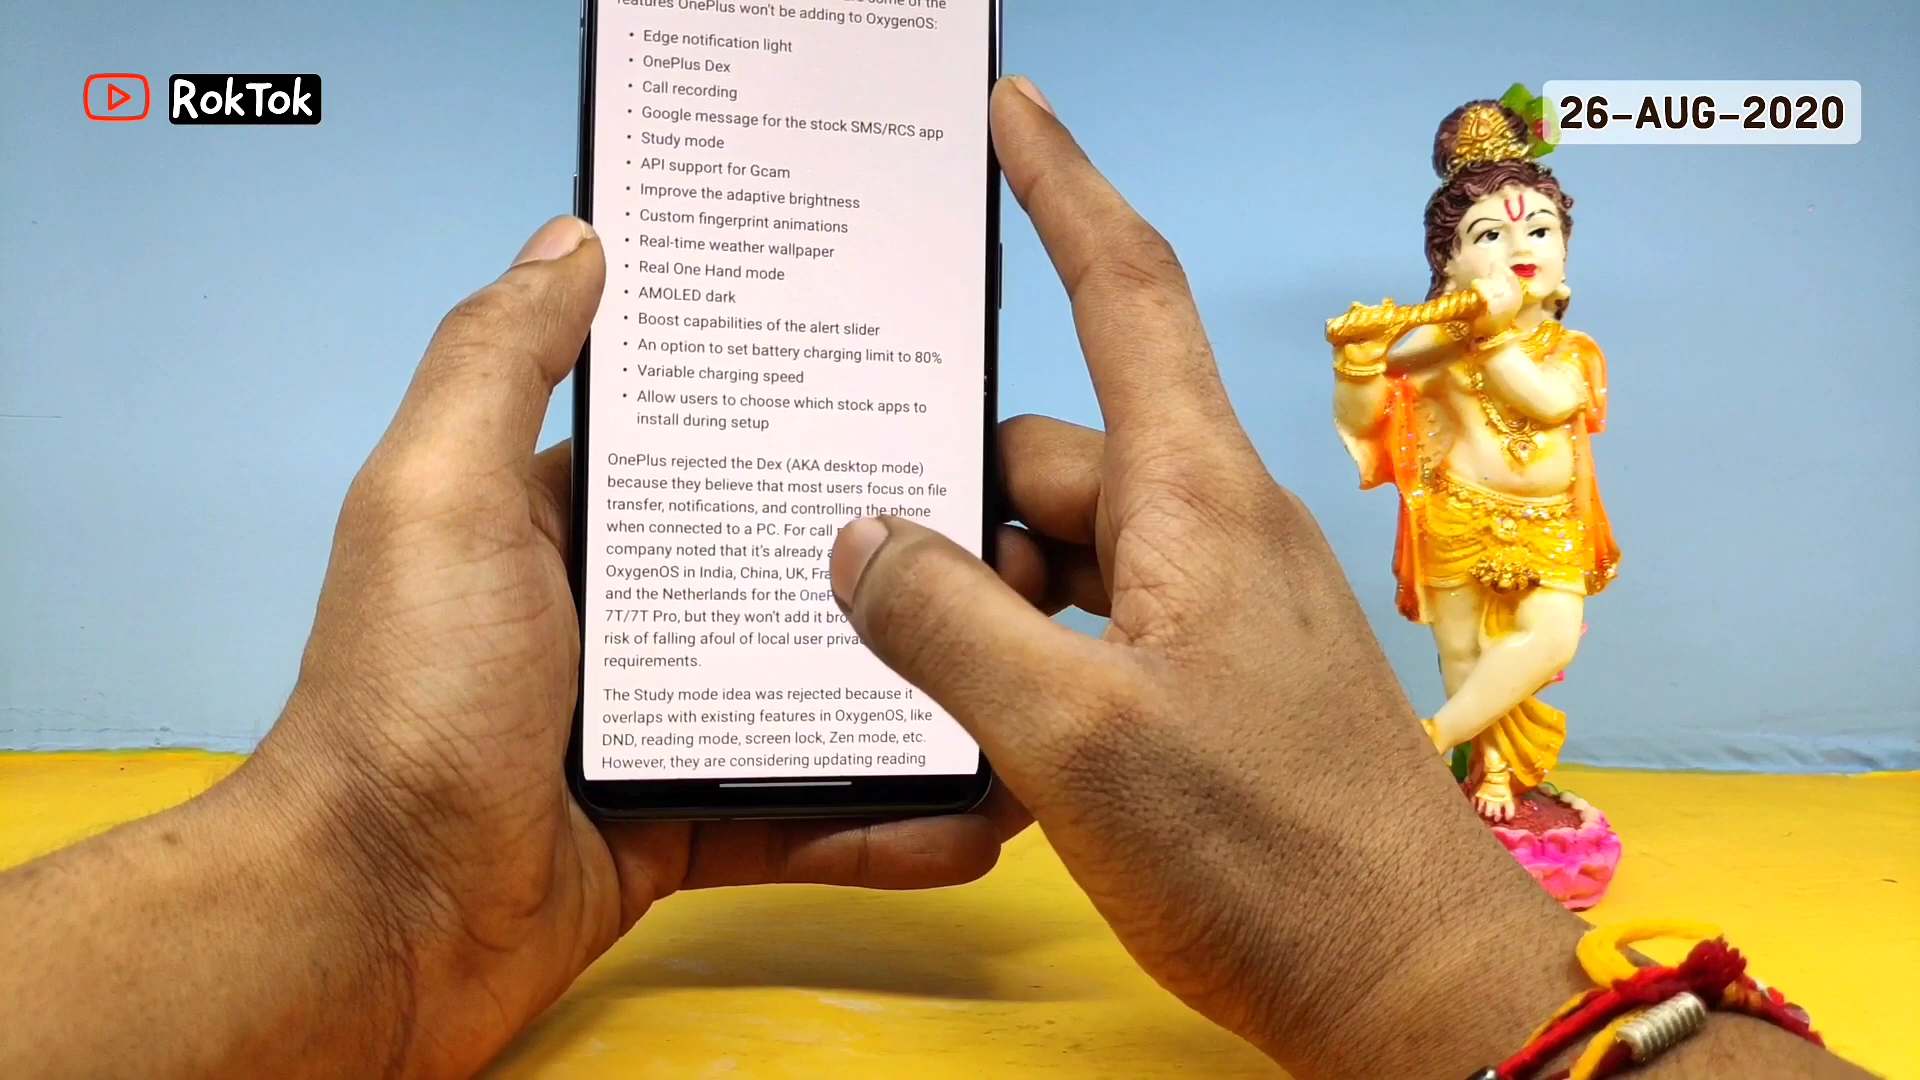 RokTok
26-AUG-2020
some of the
features OnePlus won't be adding to OxygenOS:
• Edge notification light
• OnePlus Dex
• Call recording
• Google message for the stock SMS/RCS app
• Study mode
• API support for Gcam
• Improve the adaptive brightness
• Custom fingerprint animations
• Real-time weather wallpaper
• Real One Hand mode
• AMOLED dark
• Boost capabilities of the alert slider
• An option to set battery charging limit to 80%
• Variable charging speed
• Allow users to choose which stock apps to
install during setup
OnePlus rejected the Dex (AKA desktop mode)
because they believe that most users focus on file
transfer, notifications, and controlling the phone
when connected to a PC. For call
company noted that it's already
OxygenOS in India, China, UK,
and the Netherlands for the
7T/7T Pro, but they won't add it
risk of falling afoul of local user
requirements.
The Study mode idea was rejected because it
overlaps with existing features in OxygenOS, like
DND, reading mode, screen lock, Zen mode, etc.
However, they are considering updating reading